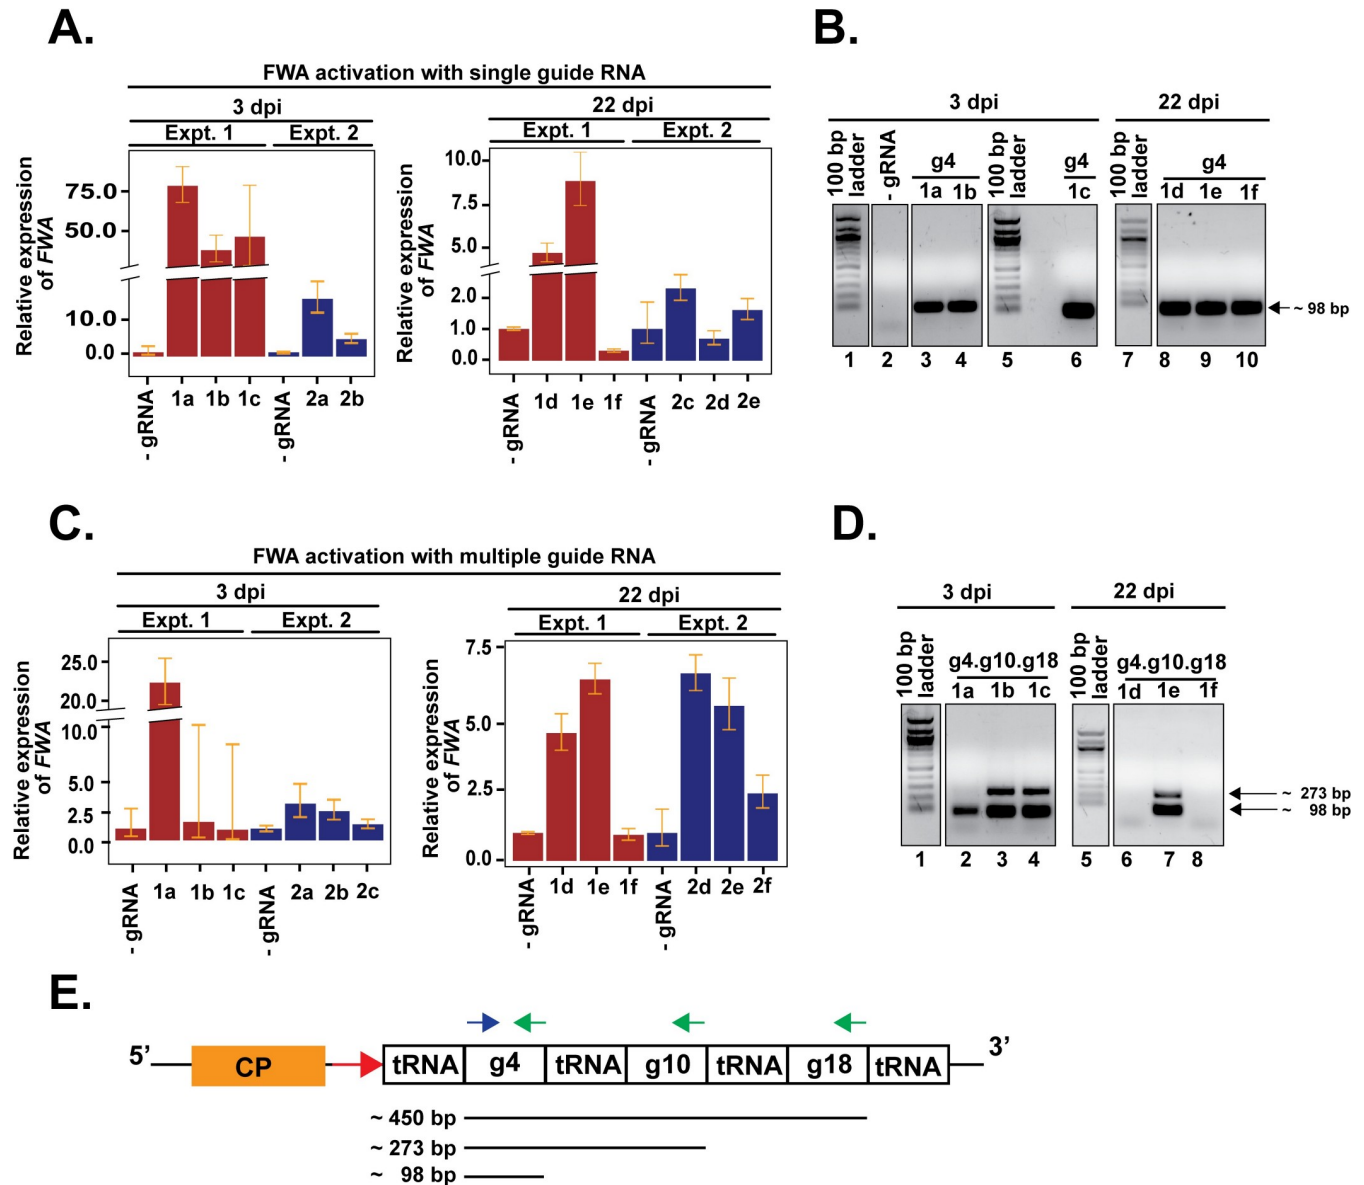 A.
FWA activation with single guide RNA
3 dpi
Expt. 1 Expt. 2
Relative expression
of FWA
75.0
50.0
10.0
0.0
- gRNA 1a 1b 1c - gRNA 2a 2b
22 dpi
Expt. 1 Expt. 2
Relative expression
of FWA
10.0
7.5
5.0
2.0
1.0
0.0
- gRNA 1d 1e 1f - gRNA 2c 2d 2e
B.
3 dpi 22 dpi
100 bp
ladder
- gRNA
g4
1a 1b
100 bp
ladder
g4
1c
100 bp
ladder
g4
1d 1e 1f
~ 98 bp
1 2 3 4 5 6 7 8 9 10
C.
FWA activation with multiple guide RNA
3 dpi
Expt. 1 Expt. 2
Relative expression
of FWA
25.0
20.0
10.0
5.0
2.5
0.0
- gRNA 1a 1b 1c - gRNA 2a 2b 2c
22 dpi
Expt. 1 Expt. 2
Relative expression
of FWA
7.5
5.0
2.5
0.0
- gRNA 1d 1e 1f - gRNA 2d 2e 2f
D.
3 dpi 22 dpi
100 bp
ladder
g4.g10.g18
1a 1b 1c
100 bp
ladder
g4.g10.g18
1d 1e 1f
~ 273 bp
~ 98 bp
1 2 3 4 5 6 7 8
E.
5’ CP tRNA g4 tRNA g10 tRNA g18 tRNA 3’
~ 450 bp
~ 273 bp
~ 98 bp